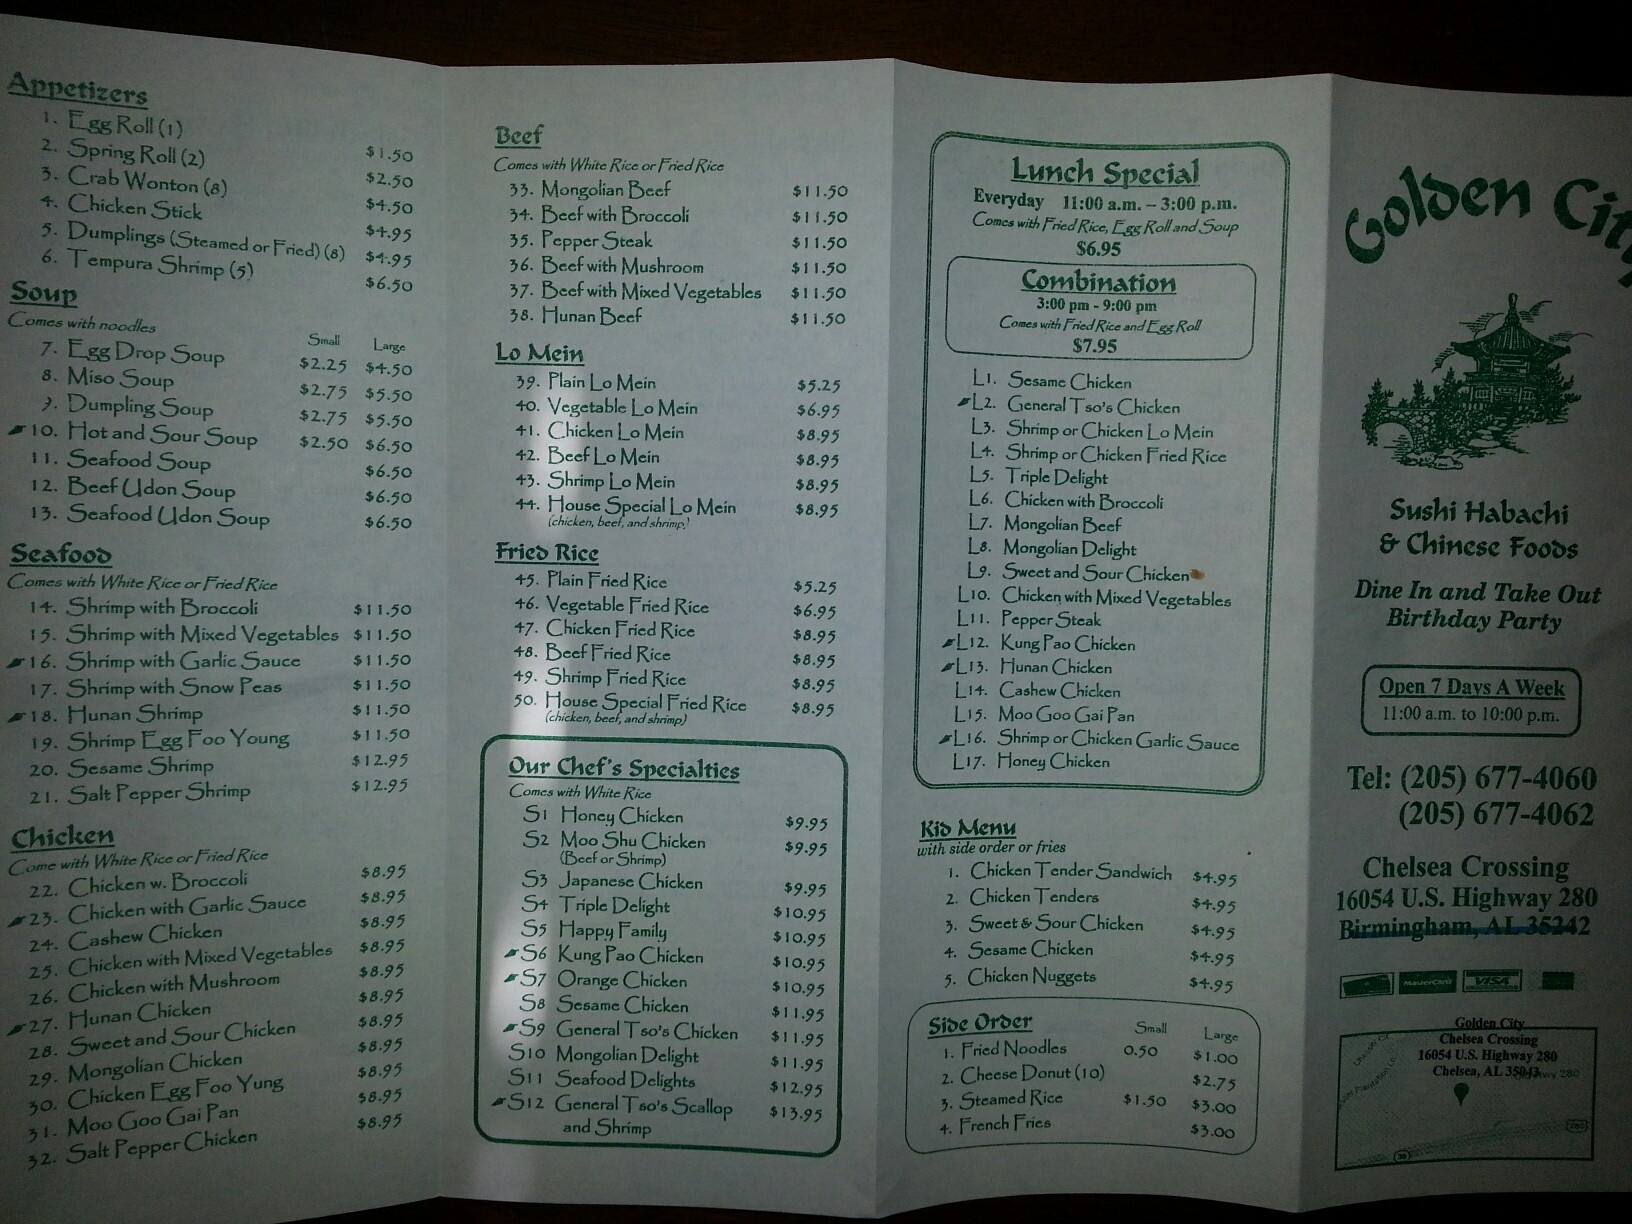 Appetizers
1. Egg Roll (1) $1.50
2. Spring Roll (2) $2.50
3. Crab Wonton (8) $4.50
4. Chicken Stick $4.95
5. Dumplings (Steamed or Fried) (8) $4.95
6. Tempura Shrimp (5) $6.50
Soup
Comes with noodles
Small Large
7. Egg Drop Soup $2.25 $4.50
8. Miso Soup $2.75 $5.50
9. Dumpling Soup $2.75 $5.50
10. Hot and Sour Soup $2.50 $6.50
11. Seafood Soup $6.50
12. Beef Udon Soup $6.50
13. Seafood Udon Soup $6.50
Seafood
Comes with White Rice or Fried Rice
14. Shrimp with Broccoli $11.50
15. Shrimp with Mixed Vegetables $11.50
16. Shrimp with Garlic Sauce $11.50
17. Shrimp with Snow Peas $11.50
18. Hunan Shrimp $11.50
19. Shrimp Egg Foo Young $11.50
20. Sesame Shrimp $12.95
21. Salt Pepper Shrimp $12.95
Chicken
Come with White Rice or Fried Rice
22. Chicken w. Broccoli $8.95
23. Chicken with Garlic Sauce $8.95
24. Cashew Chicken $8.95
25. Chicken with Mixed Vegetables $8.95
26. Chicken with Mushroom $8.95
27. Hunan Chicken $8.95
28. Sweet and Sour Chicken $8.95
29. Mongolian Chicken $8.95
30. Chicken Egg Foo Yung $8.95
31. Moo Goo Gai Pan $8.95
32. Salt Pepper Chicken $8.95
Beef
Comes with White Rice or Fried Rice
33. Mongolian Beef $11.50
34. Beef with Broccoli $11.50
35. Pepper Steak $11.50
36. Beef with Mushroom $11.50
37. Beef with Mixed Vegetables $11.50
38. Hunan Beef $11.50
Lo Mein
39. Plain Lo Mein $5.25
40. Vegetable Lo Mein $6.95
41. Chicken Lo Mein $8.95
42. Beef Lo Mein $8.95
43. Shrimp Lo Mein $8.95
44. House Special Lo Mein $8.95
(chicken, beef, and shrimp)
Fried Rice
45. Plain Fried Rice $5.25
46. Vegetable Fried Rice $6.95
47. Chicken Fried Rice $8.95
48. Beef Fried Rice $8.95
49. Shrimp Fried Rice $8.95
50. House Special Fried Rice $8.95
(chicken, beef, and shrimp)
Our Chef's Specialties
Comes with White Rice
S1 Honey Chicken $9.95
S2 Moo Shu Chicken $9.95
(Beef or Shrimp)
S3 Japanese Chicken $9.95
S4 Triple Delight $10.95
S5 Happy Family $10.95
S6 Kung Pao Chicken $10.95
S7 Orange Chicken $10.95
S8 Sesame Chicken $11.95
S9 General Tso's Chicken $11.95
S10 Mongolian Delight $11.95
S11 Seafood Delights $12.95
S12 General Tso's Scallop $13.95
and Shrimp
Lunch Special
Everyday 11:00 a.m. – 3:00 p.m.
Comes with Fried Rice, Egg Roll and Soup
$6.95
Combination
3:00 pm - 9:00 pm
Comes with Fried Rice and Egg Roll
$7.95
L1. Sesame Chicken
L2. General Tso's Chicken
L3. Shrimp or Chicken Lo Mein
L4. Shrimp or Chicken Fried Rice
L5. Triple Delight
L6. Chicken with Broccoli
L7. Mongolian Beef
L8. Mongolian Delight
L9. Sweet and Sour Chicken
L10. Chicken with Mixed Vegetables
L11. Pepper Steak
L12. Kung Pao Chicken
L13. Hunan Chicken
L14. Cashew Chicken
L15. Moo Goo Gai Pan
L16. Shrimp or Chicken Garlic Sauce
L17. Honey Chicken
Kid Menu
with side order or fries
1. Chicken Tender Sandwich $4.95
2. Chicken Tenders $4.95
3. Sweet & Sour Chicken $4.95
4. Sesame Chicken $4.95
5. Chicken Nuggets $4.95
Side Order Small Large
1. Fried Noodles 0.50 $1.00
2. Cheese Donut (10) $2.75
3. Steamed Rice $1.50 $3.00
4. French Fries $3.00
Golden City
Sushi Habachi
& Chinese Foods
Dine In and Take Out
Birthday Party
Open 7 Days A Week
11:00 a.m. to 10:00 p.m.
Tel: (205) 677-4060
(205) 677-4062
Chelsea Crossing
16054 U.S. Highway 280
Birmingham, AL 35242
MasterCard VISA
Golden City
Chelsea Crossing
16054 U.S. Highway 280
Chelsea, AL 35043
Hwy 280
280